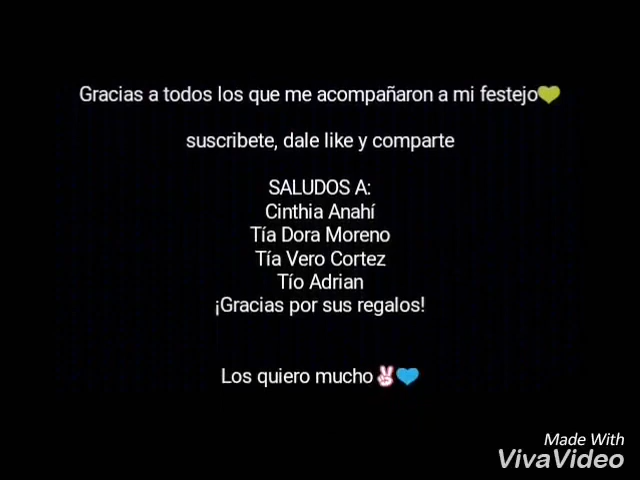 Gracias a todos los que me acompañaron a mi festejo💚
suscribete, dale like y comparte
SALUDOS A:
Cinthia Anahí
Tía Dora Moreno
Tía Vero Cortez
Tío Adrian
¡Gracias por sus regalos!
Los quiero mucho✌💙
Made With
VivaVideo